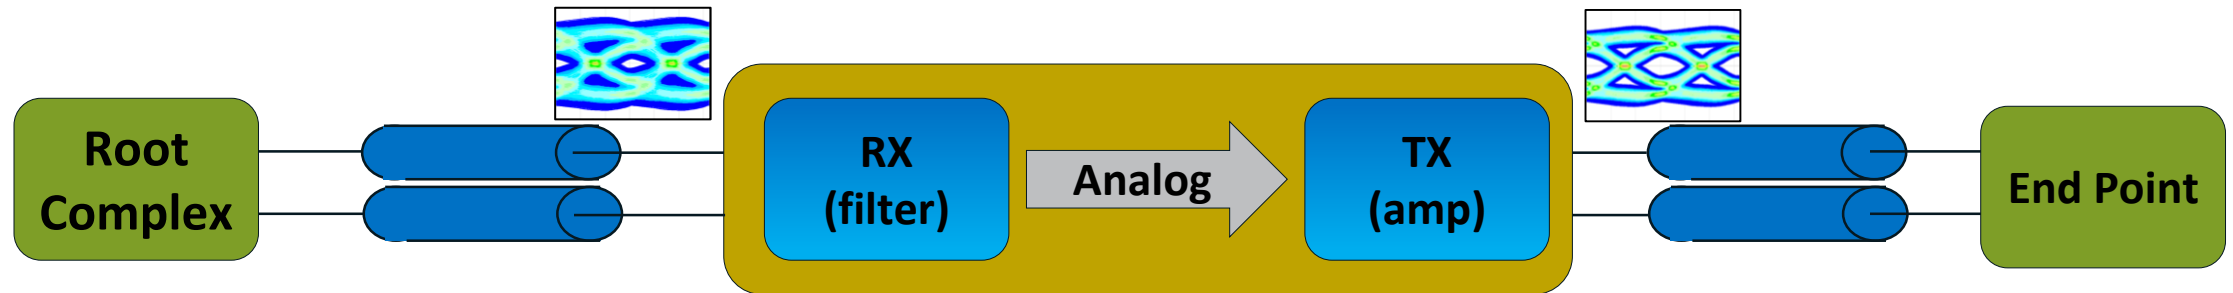 Root
Complex
RX
(filter)
Analog
TX
(amp)
End Point